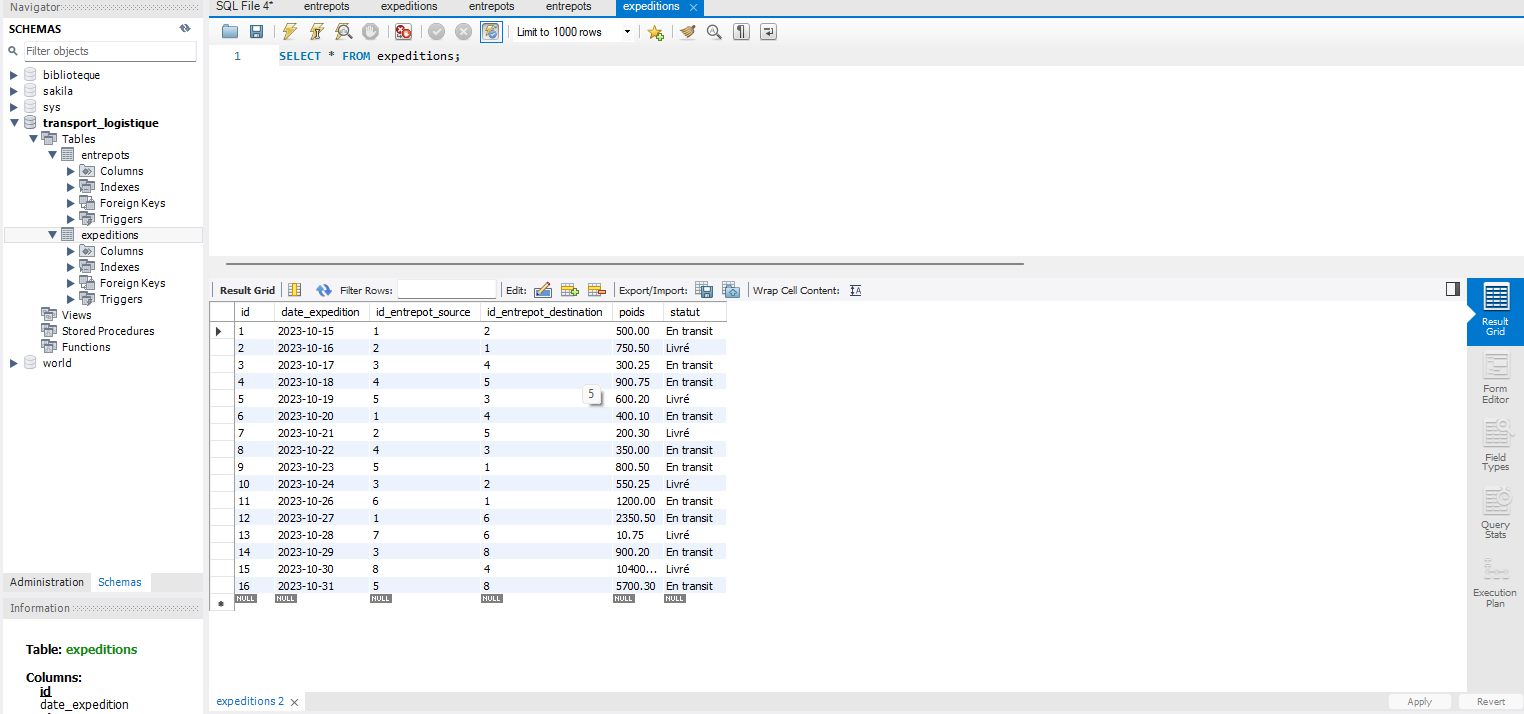 Navigator
SCHEMAS
Filter objects
biblioteque
sakila
sys
transport_logistique
Tables
entrepots
Columns
Indexes
Foreign Keys
Triggers
expeditions
Columns
Indexes
Foreign Keys
Triggers
Views
Stored Procedures
Functions
world
Administration Schemas
Information
Table: expeditions
Columns:
id
date_expedition
SQL File 4* entrepots expeditions entrepots entrepots expeditions
Limit to 1000 rows
1 SELECT * FROM expeditions;
Result Grid Filter Rows: Edit: Export/Import: Wrap Cell Content:
id date_expedition id_entrepot_source id_entrepot_destination poids statut
1 2023-10-15 1 2 500.00 En transit
2 2023-10-16 2 1 750.50 Livré
3 2023-10-17 3 4 300.25 En transit
4 2023-10-18 4 5 900.75 En transit
5 2023-10-19 5 3 600.20 Livré
5
6 2023-10-20 1 4 400.10 En transit
7 2023-10-21 2 5 200.30 Livré
8 2023-10-22 4 3 350.00 En transit
9 2023-10-23 5 1 800.50 En transit
10 2023-10-24 3 2 550.25 Livré
11 2023-10-26 6 1 1200.00 En transit
12 2023-10-27 1 6 2350.50 En transit
13 2023-10-28 7 6 10.75 Livré
14 2023-10-29 3 8 900.20 En transit
15 2023-10-30 8 4 10400... Livré
16 2023-10-31 5 8 5700.30 En transit
NULL NULL NULL NULL NULL NULL
Result
Grid
Form
Editor
Field
Types
Query
Stats
Execution
Plan
expeditions 2
Apply Revert